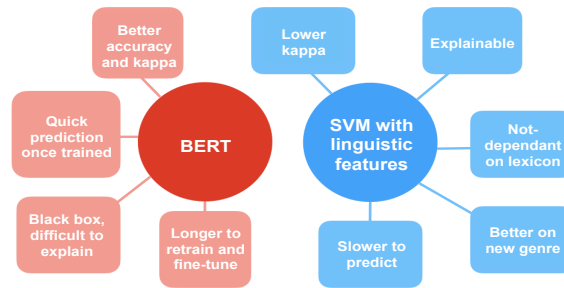 Better
accuracy
and kappa
Quick
prediction
once trained
BERT
Black box,
difficult to
explain
Longer to
retrain and
fine-tune
Lower
kappa
Explainable
SVM with
linguistic
features
Not-
dependant
on lexicon
Slower to
predict
Better on
new genre